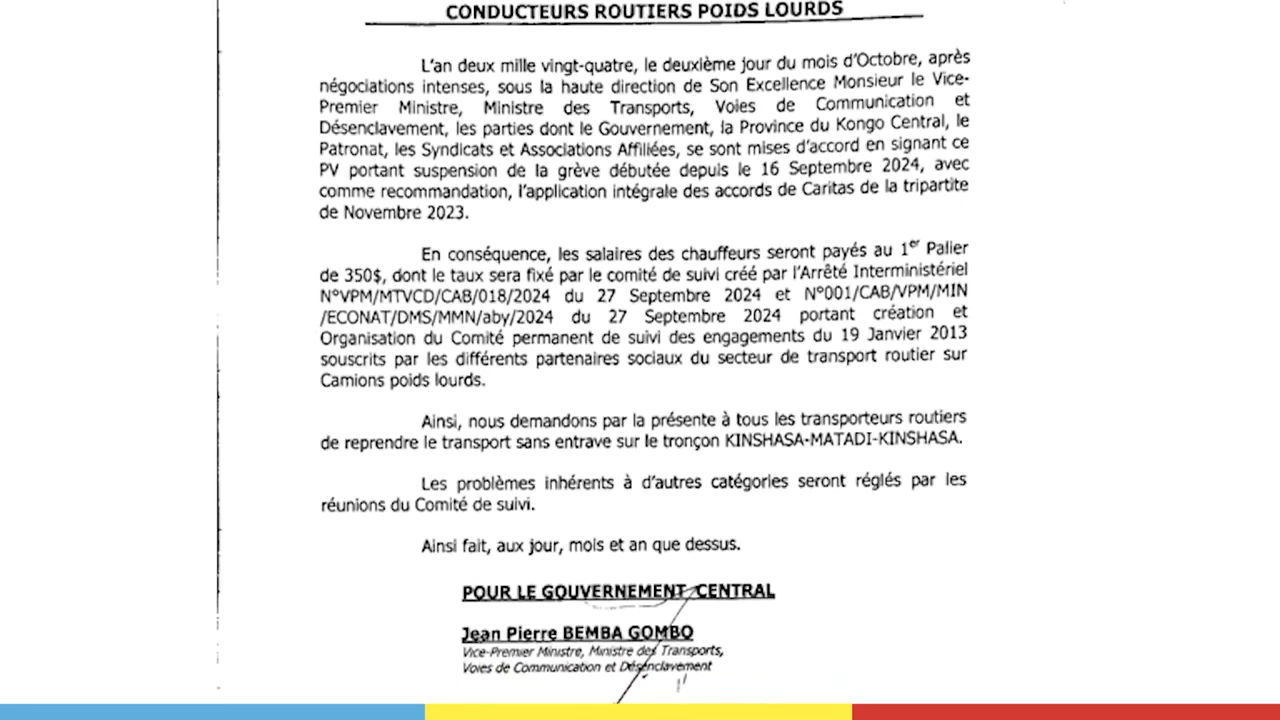 CONDUCTEURS ROUTIERS POIDS LOURDS
L'an deux mille vingt-quatre, le deuxième jour du mois d'Octobre, après
négociations intenses, sous la haute direction de Son Excellence Monsieur le Vice-
Premier Ministre, Ministre des Transports, Voies de Communication et
Désenclavement, les parties dont le Gouvernement, la Province du Kongo Central, le
Patronat, les Syndicats et Associations Affiliées, se sont mises d'accord en signant ce
PV portant suspension de la grève débutée depuis le 16 Septembre 2024, avec
comme recommandation, l'application intégrale des accords de Caritas de la tripartite
de Novembre 2023.
En conséquence, les salaires des chauffeurs seront payés au 1er Palier
de 350$, dont le taux sera fixé par le comité de suivi créé par l'Arrêté Interministériel
N°VPM/MTVCD/CAB/018/2024 du 27 Septembre 2024 et N°001/CAB/VPM/MIN
/ECONAT/DMS/MMN/aby/2024 du 27 Septembre 2024 portant création et
Organisation du Comité permanent de suivi des engagements du 19 Janvier 2013
souscrits par les différents partenaires sociaux du secteur de transport routier sur
Camions poids lourds.
Ainsi, nous demandons par la présente à tous les transporteurs routiers
de reprendre le transport sans entrave sur le tronçon KINSHASA-MATADI-KINSHASA.
Les problèmes inhérents à d'autres catégories seront réglés par les
réunions du Comité de suivi.
Ainsi fait, aux jour, mois et an que dessus.
POUR LE GOUVERNEMENT CENTRAL
Jean Pierre BEMBA GOMBO
Vice-Premier Ministre, Ministre des Transports,
Voies de Communication et Désenclavement